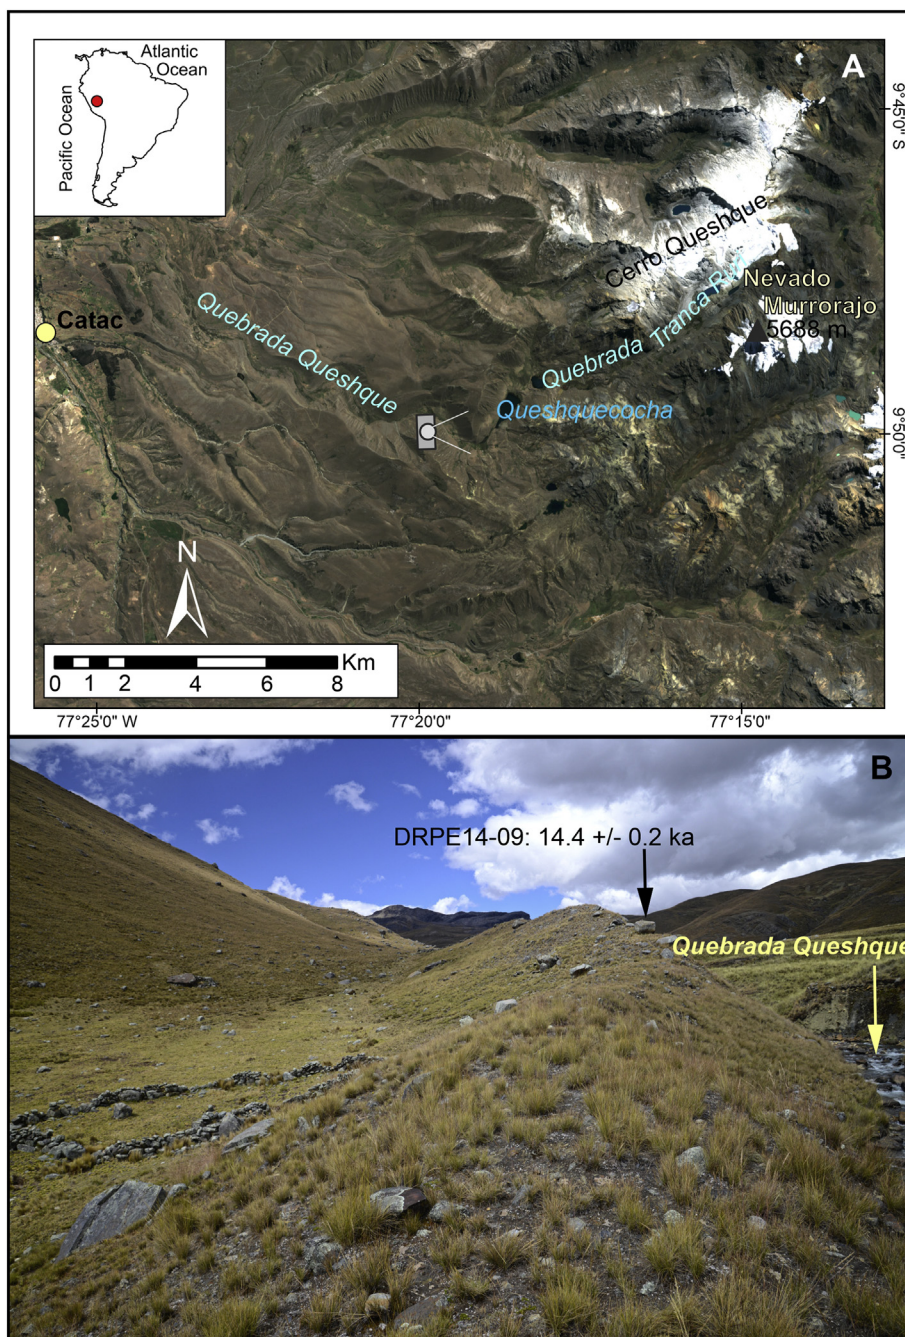 A
Atlantic
Ocean
Pacific Ocean
9°45'0" S
Cerro Queshque
Nevado
Murrorajo
5688 m
Quebrada Queshque
Catac
Quebrada Tranca Rur
Queshquecocha
9°50'0"
N
Km
0 1 2 4 6 8
77°25'0" W 77°20'0" 77°15'0"
B
DRPE14-09: 14.4 +/- 0.2 ka
Quebrada Queshque